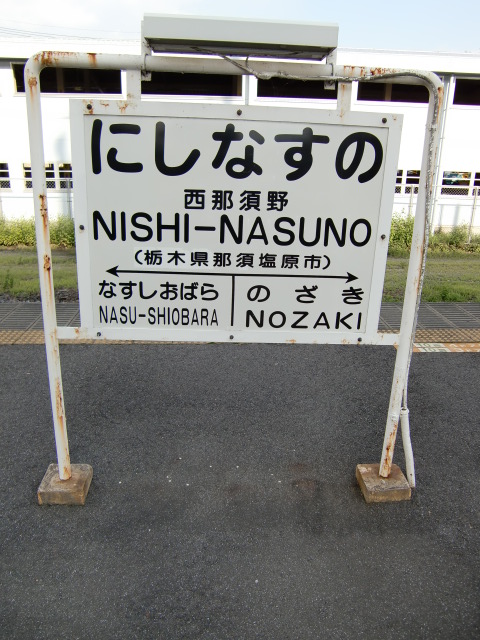 にしなすの
西那須野
NISHI-NASUNO
(栃木県那須塩原市)
なすしおばら
NASU-SHIOBARA
のざき
NOZAKI